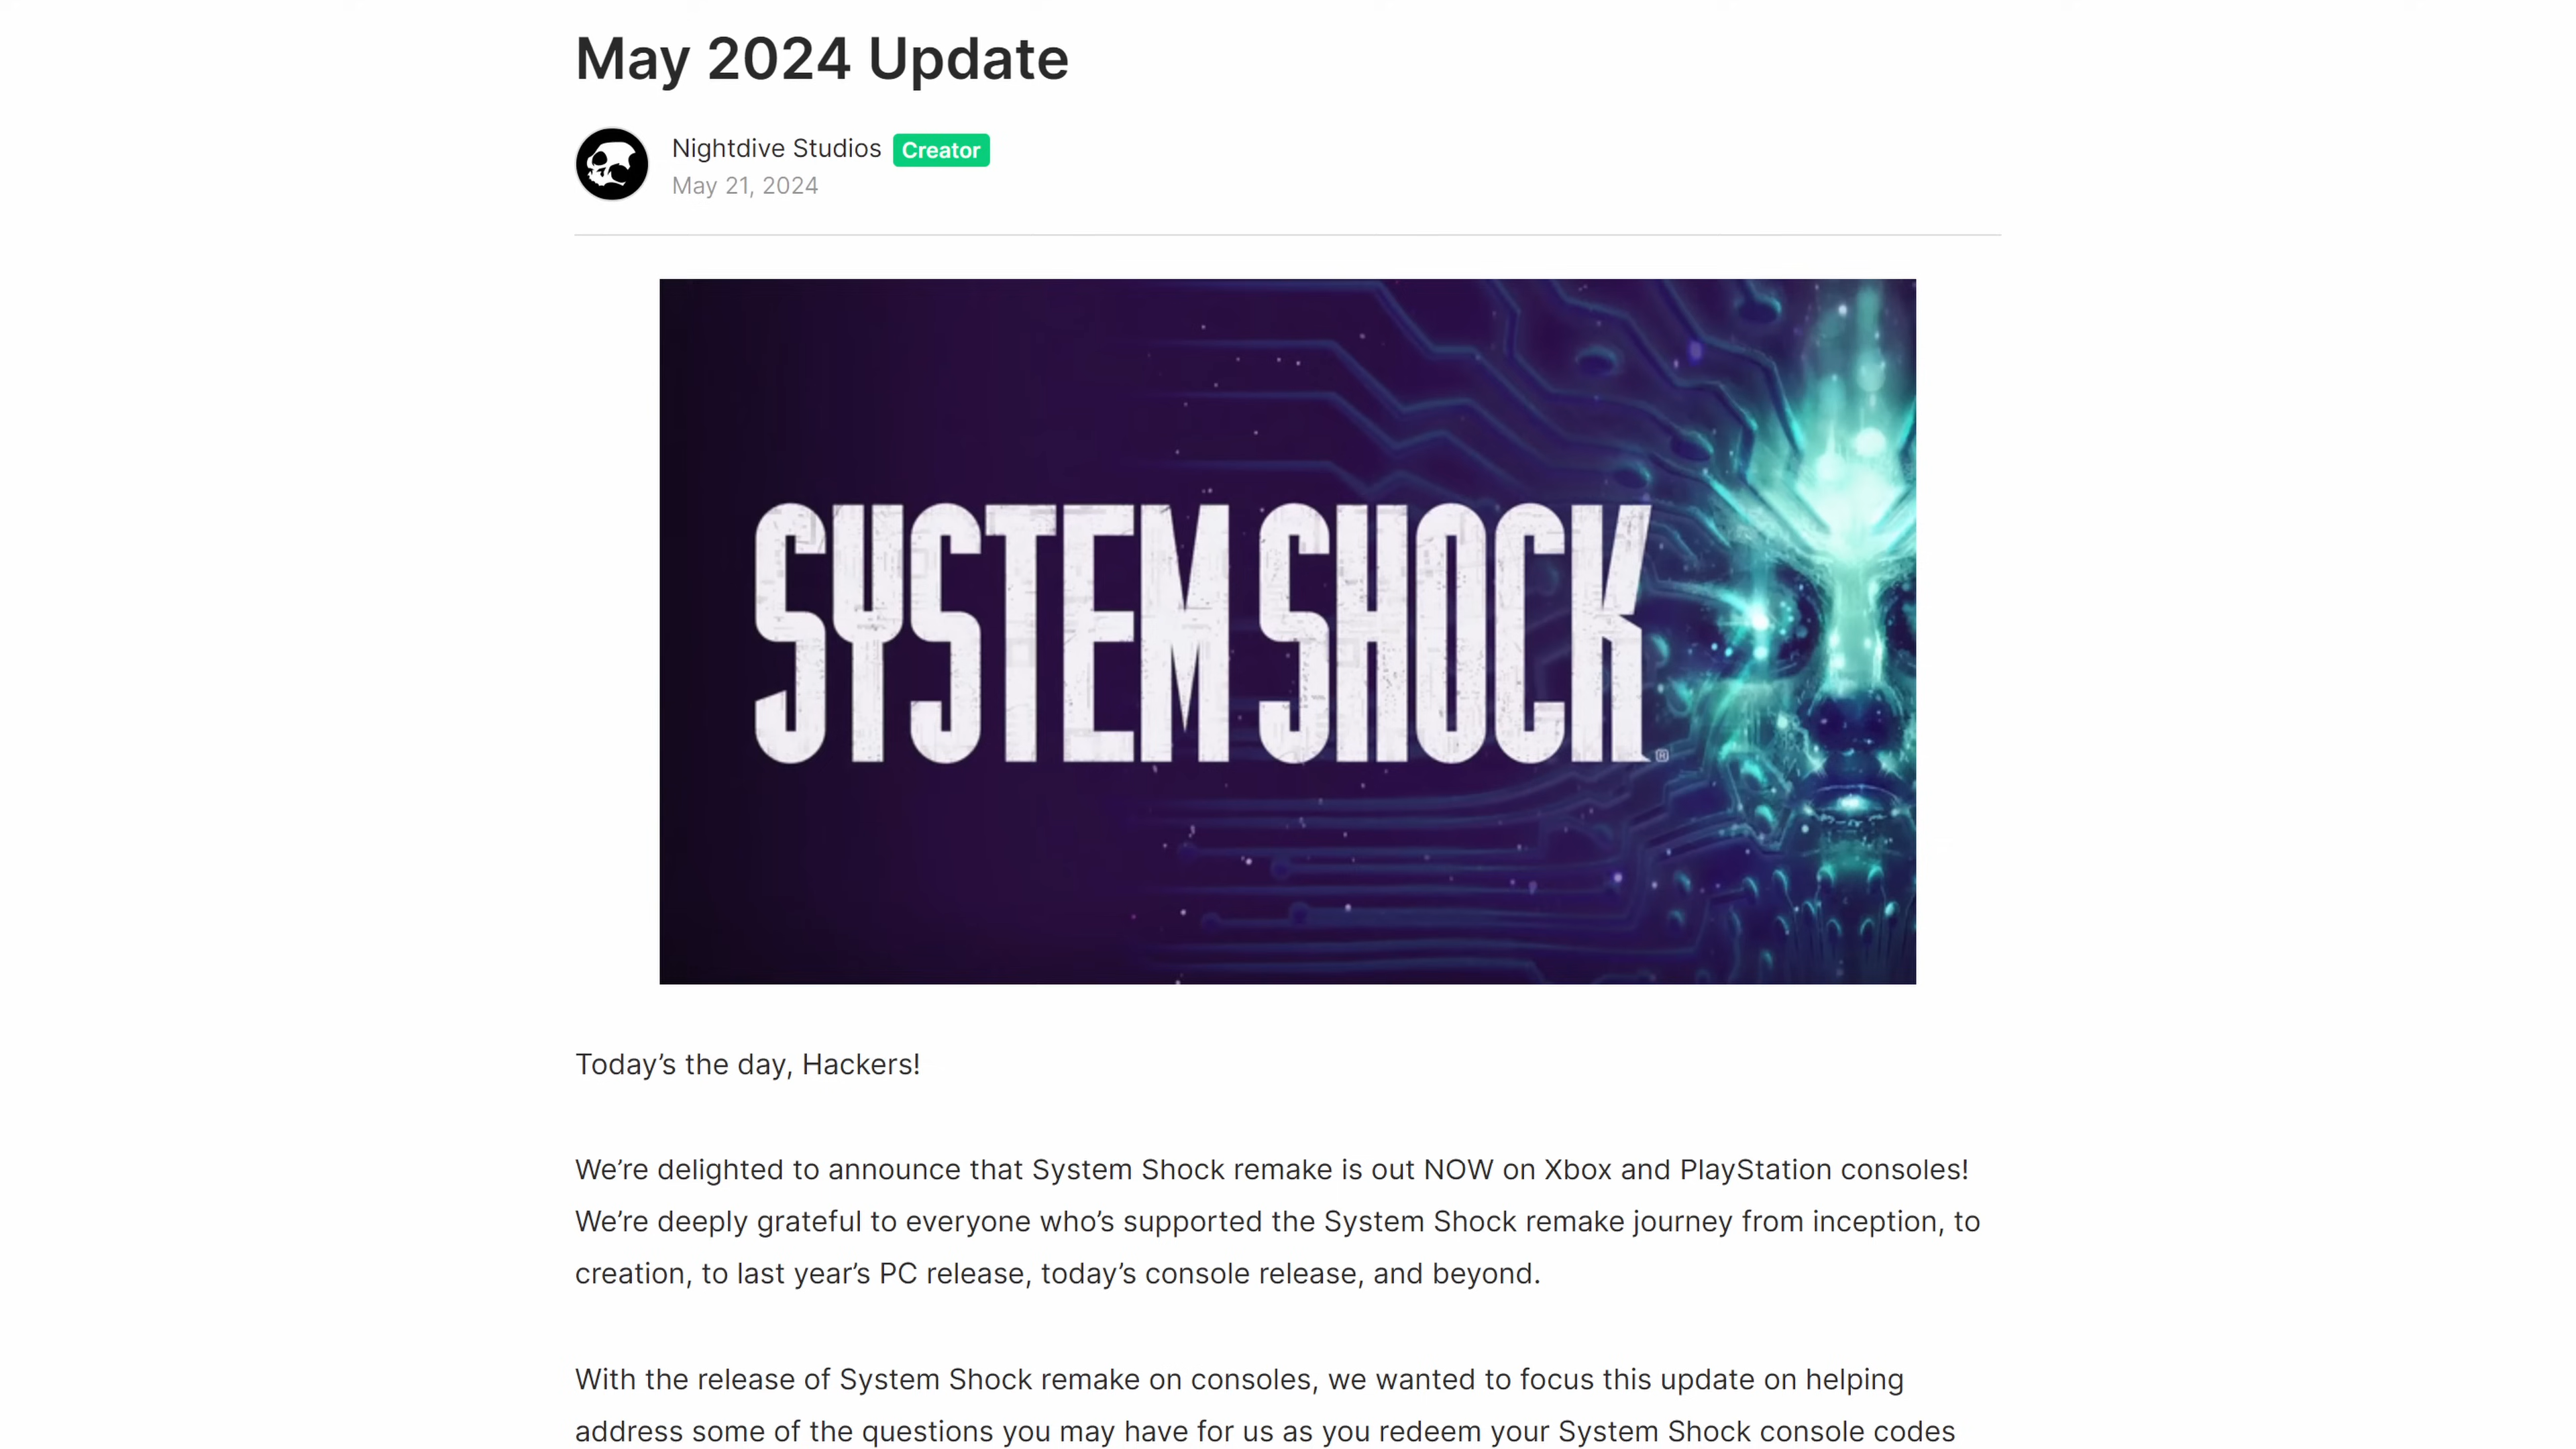 May 2024 Update
Nightdive Studios Creator
May 21, 2024
SYSTEM SHOCK®
Today’s the day, Hackers!
We’re delighted to announce that System Shock remake is out NOW on Xbox and PlayStation consoles!
We’re deeply grateful to everyone who’s supported the System Shock remake journey from inception, to
creation, to last year’s PC release, today’s console release, and beyond.
With the release of System Shock remake on consoles, we wanted to focus this update on helping
address some of the questions you may have for us as you redeem your System Shock console codes